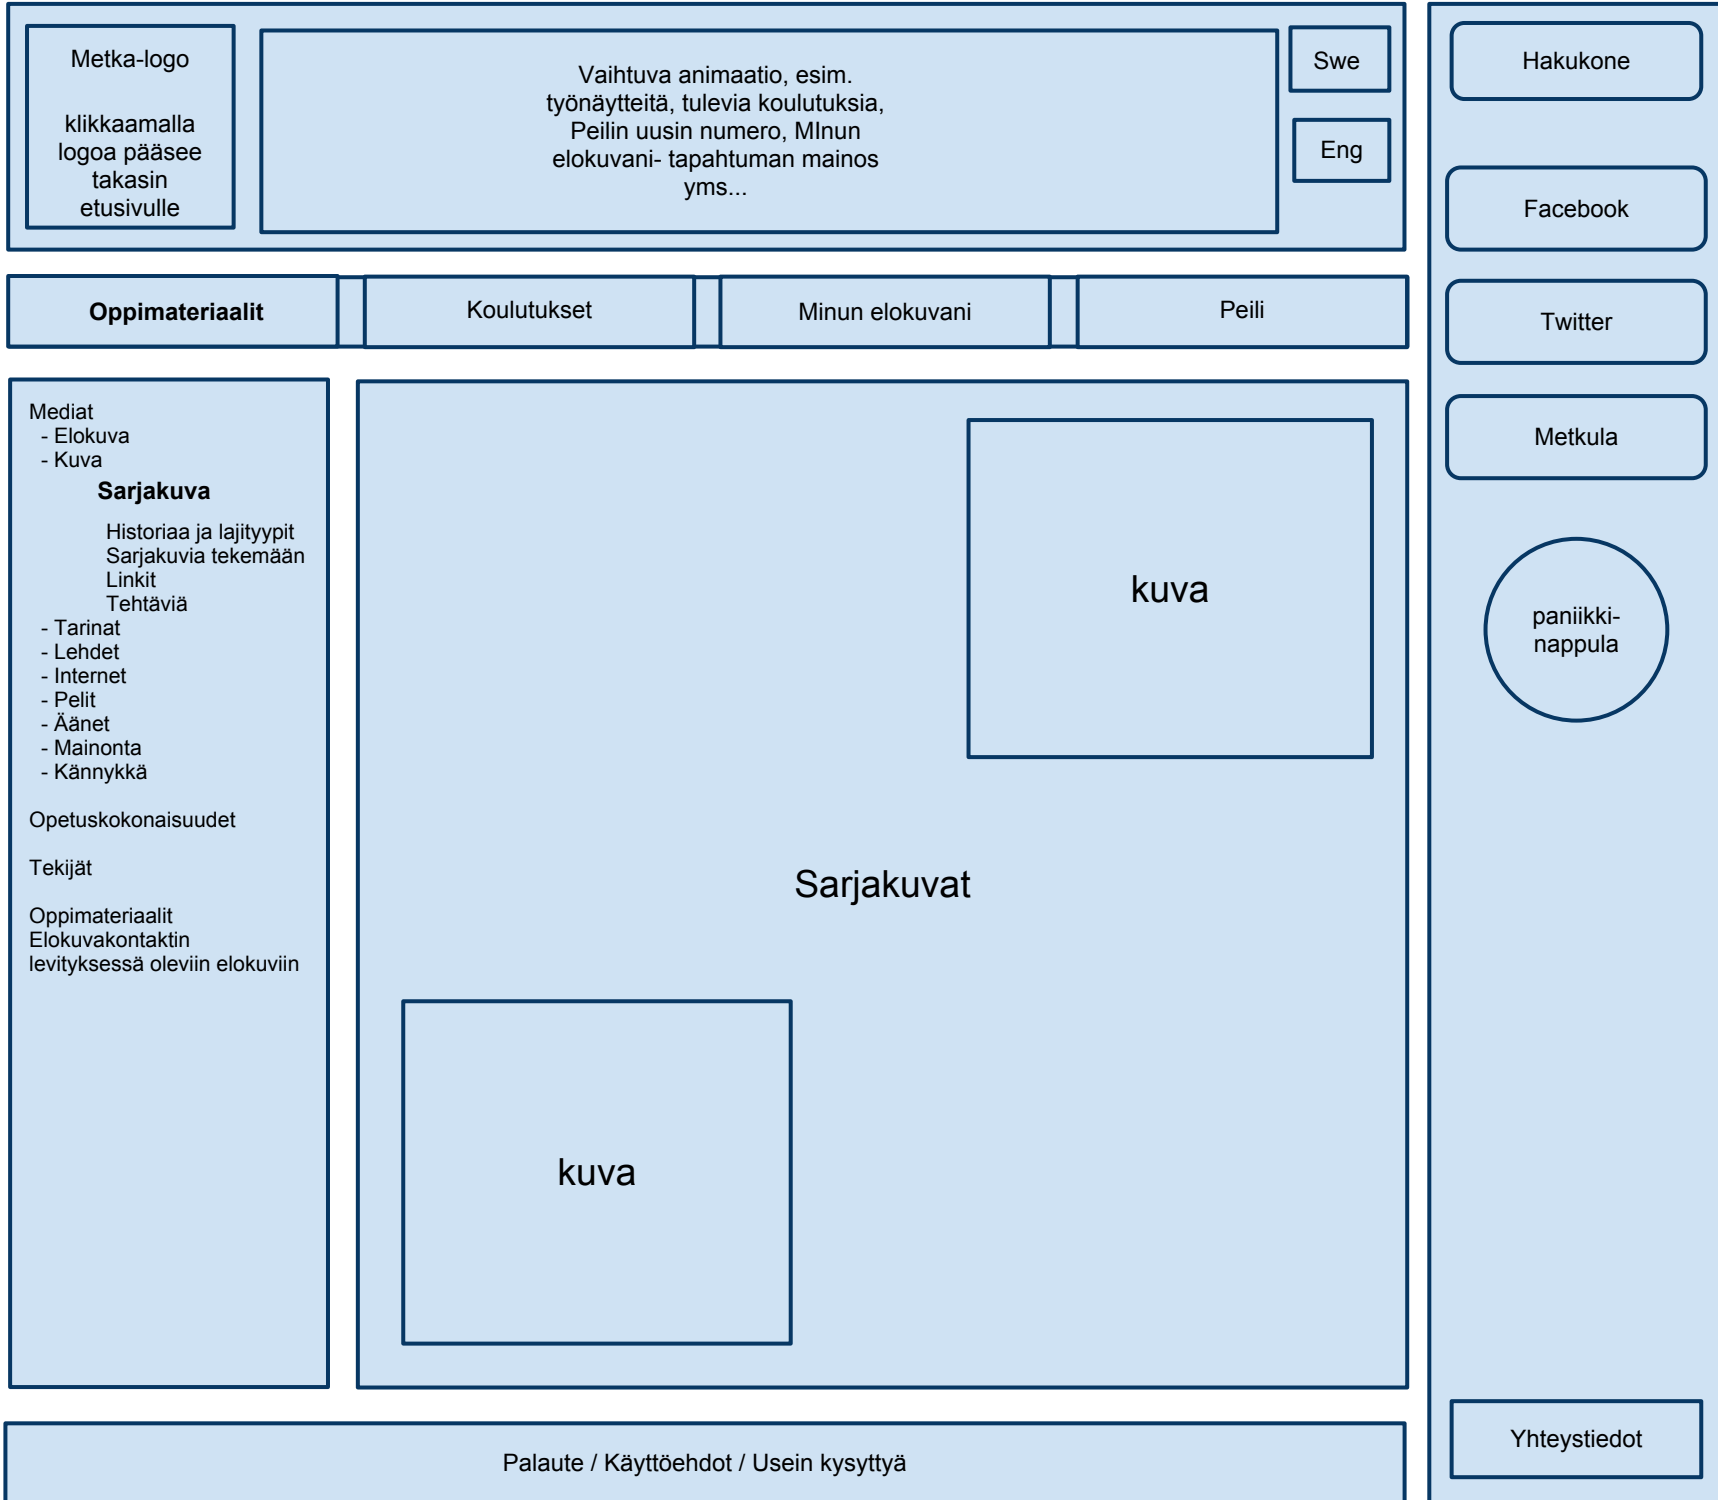 Metka-logo
klikkaamalla
logoa pääsee
takasin
etusivulle
Vaihtuva animaatio, esim.
työnäytteitä, tulevia koulutuksia,
Peilin uusin numero, MInun
elokuvani- tapahtuman mainos
yms...
Swe
Eng
Hakukone
Facebook
Twitter
Metkula
paniikki-
nappula
Yhteystiedot
Oppimateriaalit
Koulutukset
Minun elokuvani
Peili
Mediat
- Elokuva
- Kuva
Sarjakuva
Historiaa ja lajityypit
Sarjakuvia tekemään
Linkit
Tehtäviä
- Tarinat
- Lehdet
- Internet
- Pelit
- Äänet
- Mainonta
- Kännykkä
Opetuskokonaisuudet
Tekijät
Oppimateriaalit
Elokuvakontaktin
levityksessä oleviin elokuviin
kuva
Sarjakuvat
kuva
Palaute / Käyttöehdot / Usein kysyttyä